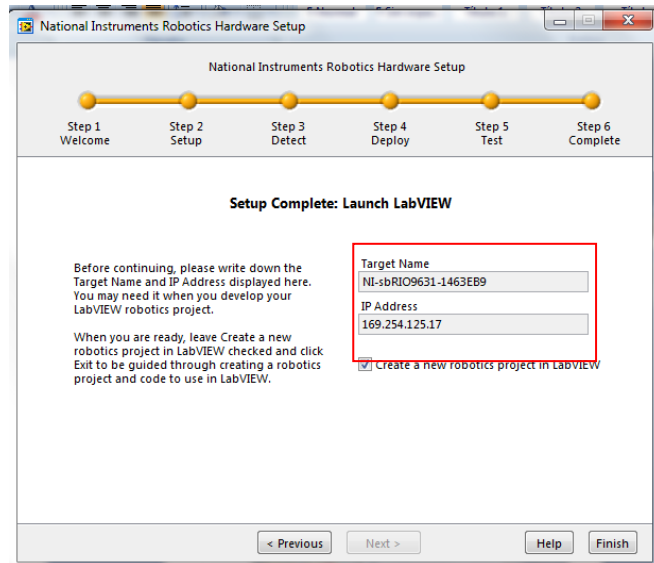 National Instruments Robotics Hardware Setup
National Instruments Robotics Hardware Setup
Step 1
Welcome
Step 2
Setup
Step 3
Detect
Step 4
Deploy
Step 5
Test
Step 6
Complete
Setup Complete: Launch LabVIEW
Before continuing, please write down the
Target Name and IP Address displayed here.
You may need it when you develop your
LabVIEW robotics project.
When you are ready, leave Create a new
robotics project in LabVIEW checked and click
Exit to be guided through creating a robotics
project and code to use in LabVIEW.
Target Name
NI-sbRIO9631-1463EB9
IP Address
169.254.125.17
Create a new robotics project in LabVIEW
< Previous
Next >
Help
Finish